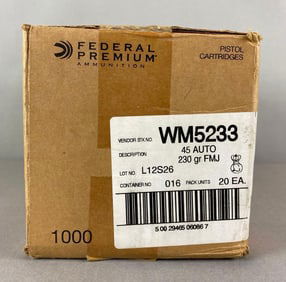 FEDERAL
PREMIUM
AMMUNITION
PISTOL
CARTRIDGES
VENDOR STK NO. WM5233
DESCRIPTION 45 AUTO
230 gr FMJ
LOT NO. L12S26
CONTAINER NO 016 PACK UNITS 20 EA.
1000
5 00 29465 06086 7